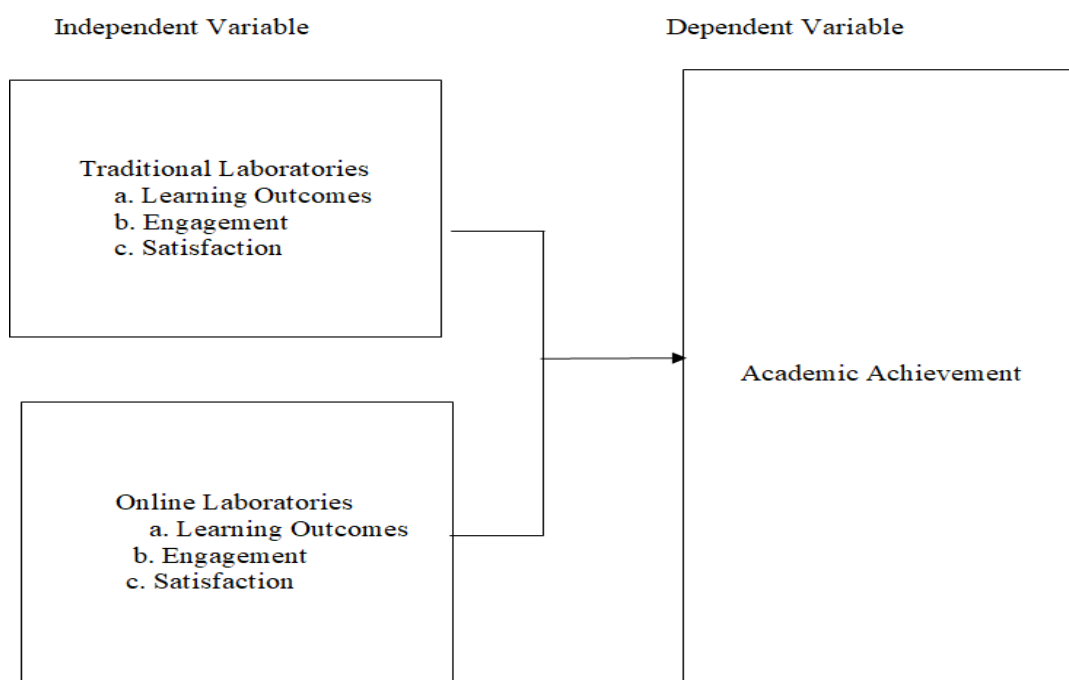 Independent Variable
Dependent Variable
Traditional Laboratories
a. Learning Outcomes
b. Engagement
c. Satisfaction
Online Laboratories
a. Learning Outcomes
b. Engagement
c. Satisfaction
Academic Achievement